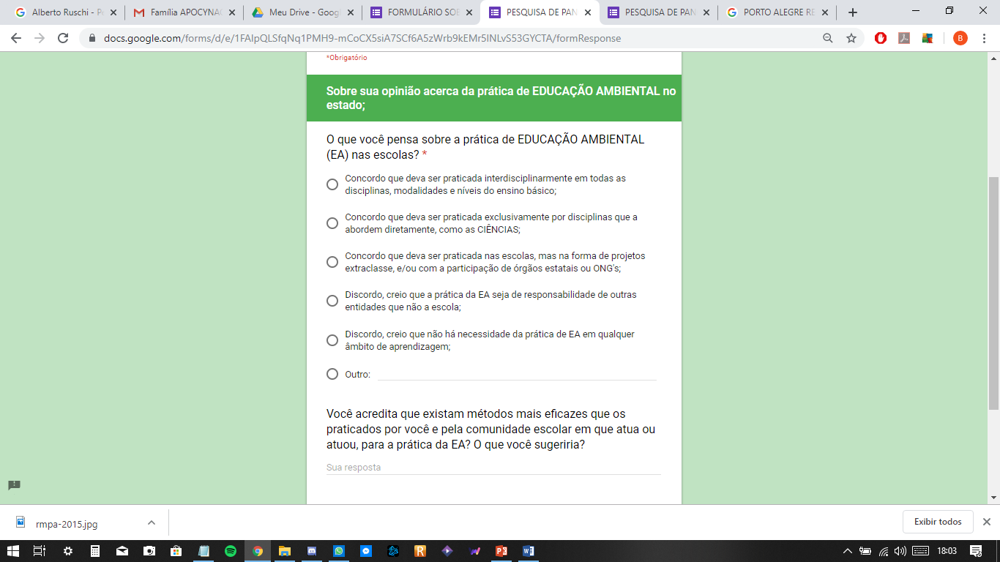 Alberto Ruschi - Pe
Família APOCYNAC
Meu Drive - Googl
FORMULÁRIO SOB
PESQUISA DE PAN
PESQUISA DE PAN
PORTO ALEGRE RE
docs.google.com/forms/d/e/1FAIpQLSfqNq1PMH9-mCoCX5siA7SCf6A5zWrb9kEMr5INLvS53GYCTA/formResponse
B
*Obrigatório
Sobre sua opinião acerca da prática de EDUCAÇÃO AMBIENTAL no
estado;
O que você pensa sobre a prática de EDUCAÇÃO AMBIENTAL
(EA) nas escolas? *
Concordo que deva ser praticada interdisciplinarmente em todas as
disciplinas, modalidades e níveis do ensino básico;
Concordo que deva ser praticada exclusivamente por disciplinas que a
abordem diretamente, como as CIÊNCIAS;
Concordo que deva ser praticada nas escolas, mas na forma de projetos
extraclasse, e/ou com a participação de órgãos estatais ou ONG's;
Discordo, creio que a prática da EA seja de responsabilidade de outras
entidades que não a escola;
Discordo, creio que não há necessidade da prática de EA em qualquer
âmbito de aprendizagem;
Outro:
Você acredita que existam métodos mais eficazes que os
praticados por você e pela comunidade escolar em que atua ou
atuou, para a prática da EA? O que você sugeriria?
Sua resposta
rmpa-2015.jpg
Exibir todos
18:03